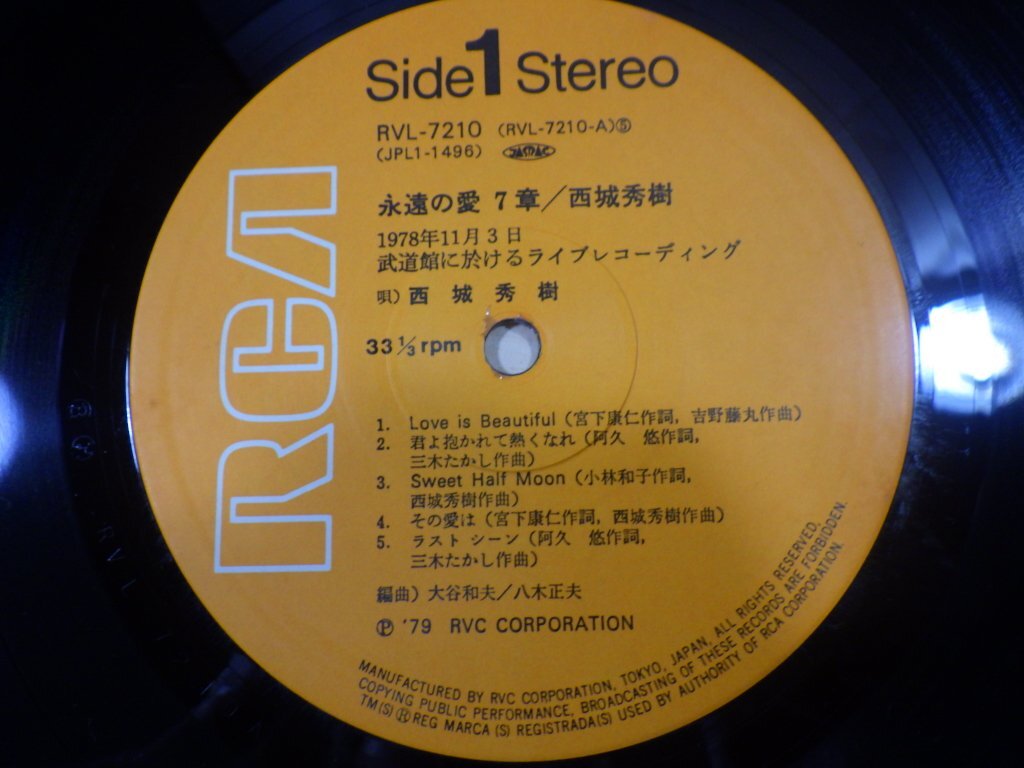 Side 1 Stereo
RVL-7210 (RVL-7210-A)⑤
(JPL1-1496) JASRAC
永遠の愛 7 章/西城秀樹
1978年11月3日
武道館に於けるライブレコーディング
唄) 西 城 秀 樹
33 1/3 rpm
RCA
1. Love is Beautiful (宮下康仁作詞, 吉野藤丸作曲)
2. 君よ抱かれて熱くなれ (阿久 悠作詞,
三木たかし作曲)
3. Sweet Half Moon (小林和子作詞,
西城秀樹作曲)
4. その愛は (宮下康仁作詞, 西城秀樹作曲)
5. ラスト シーン (阿久 悠作詞,
三木たかし作曲)
編曲) 大谷和夫/八木正夫
Ⓟ '79 RVC CORPORATION
MANUFACTURED BY RVC CORPORATION, TOKYO, JAPAN, ALL RIGHTS RESERVED.
COPYING PUBLIC PERFORMANCE, BROADCASTING OF THESE RECORDS ARE FORBIDDEN.
TM(S) ® REG MARCA (S) REGISTRADA(S) USED BY AUTHORITY OF RCA CORPORATION.